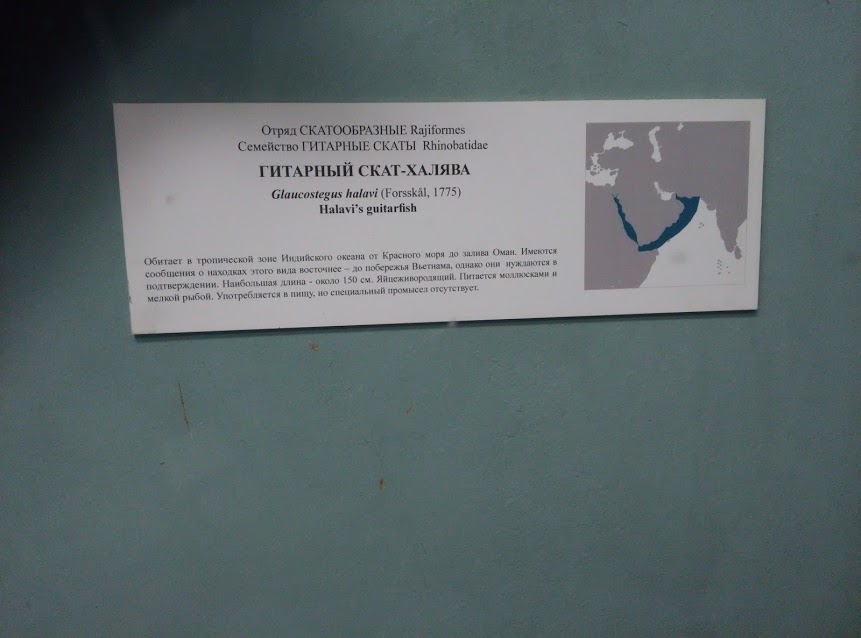 Отряд СКАТООБРАЗНЫЕ Rajiformes
Семейство ГИТАРНЫЕ СКАТЫ Rhinobatidae
ГИТАРНЫЙ СКАТ-ХАЛЯВА
Glaucostegus halavi (Forsskål, 1775)
Halavi's guitarfish
Обитает в тропической зоне Индийского океана от Красного моря до залива Оман. Имеются
сообщения о находках этого вида восточнее – до побережья Вьетнама, однако они нуждаются в
подтверждении. Наибольшая длина - около 150 см. Яйцеживородящий. Питается моллюсками и
мелкой рыбой. Употребляется в пищу, но специальный промысел отсутствует.